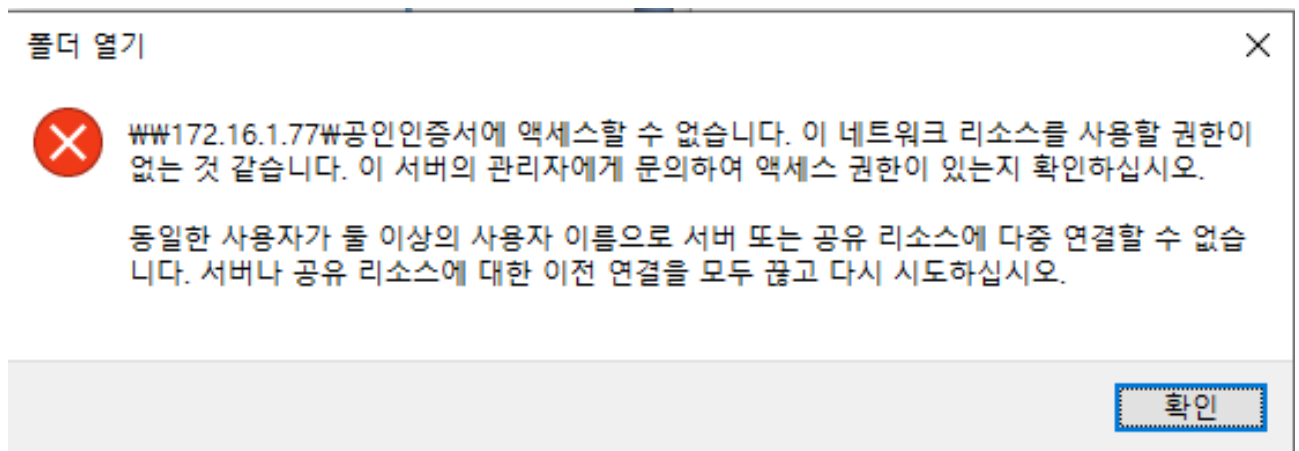 폴더 열기
₩₩172.16.1.77₩공인인증서에 액세스할 수 없습니다. 이 네트워크 리소스를 사용할 권한이
없는 것 같습니다. 이 서버의 관리자에게 문의하여 액세스 권한이 있는지 확인하십시오.
동일한 사용자가 둘 이상의 사용자 이름으로 서버 또는 공유 리소스에 다중 연결할 수 없습
니다. 서버나 공유 리소스에 대한 이전 연결을 모두 끊고 다시 시도하십시오.
확인